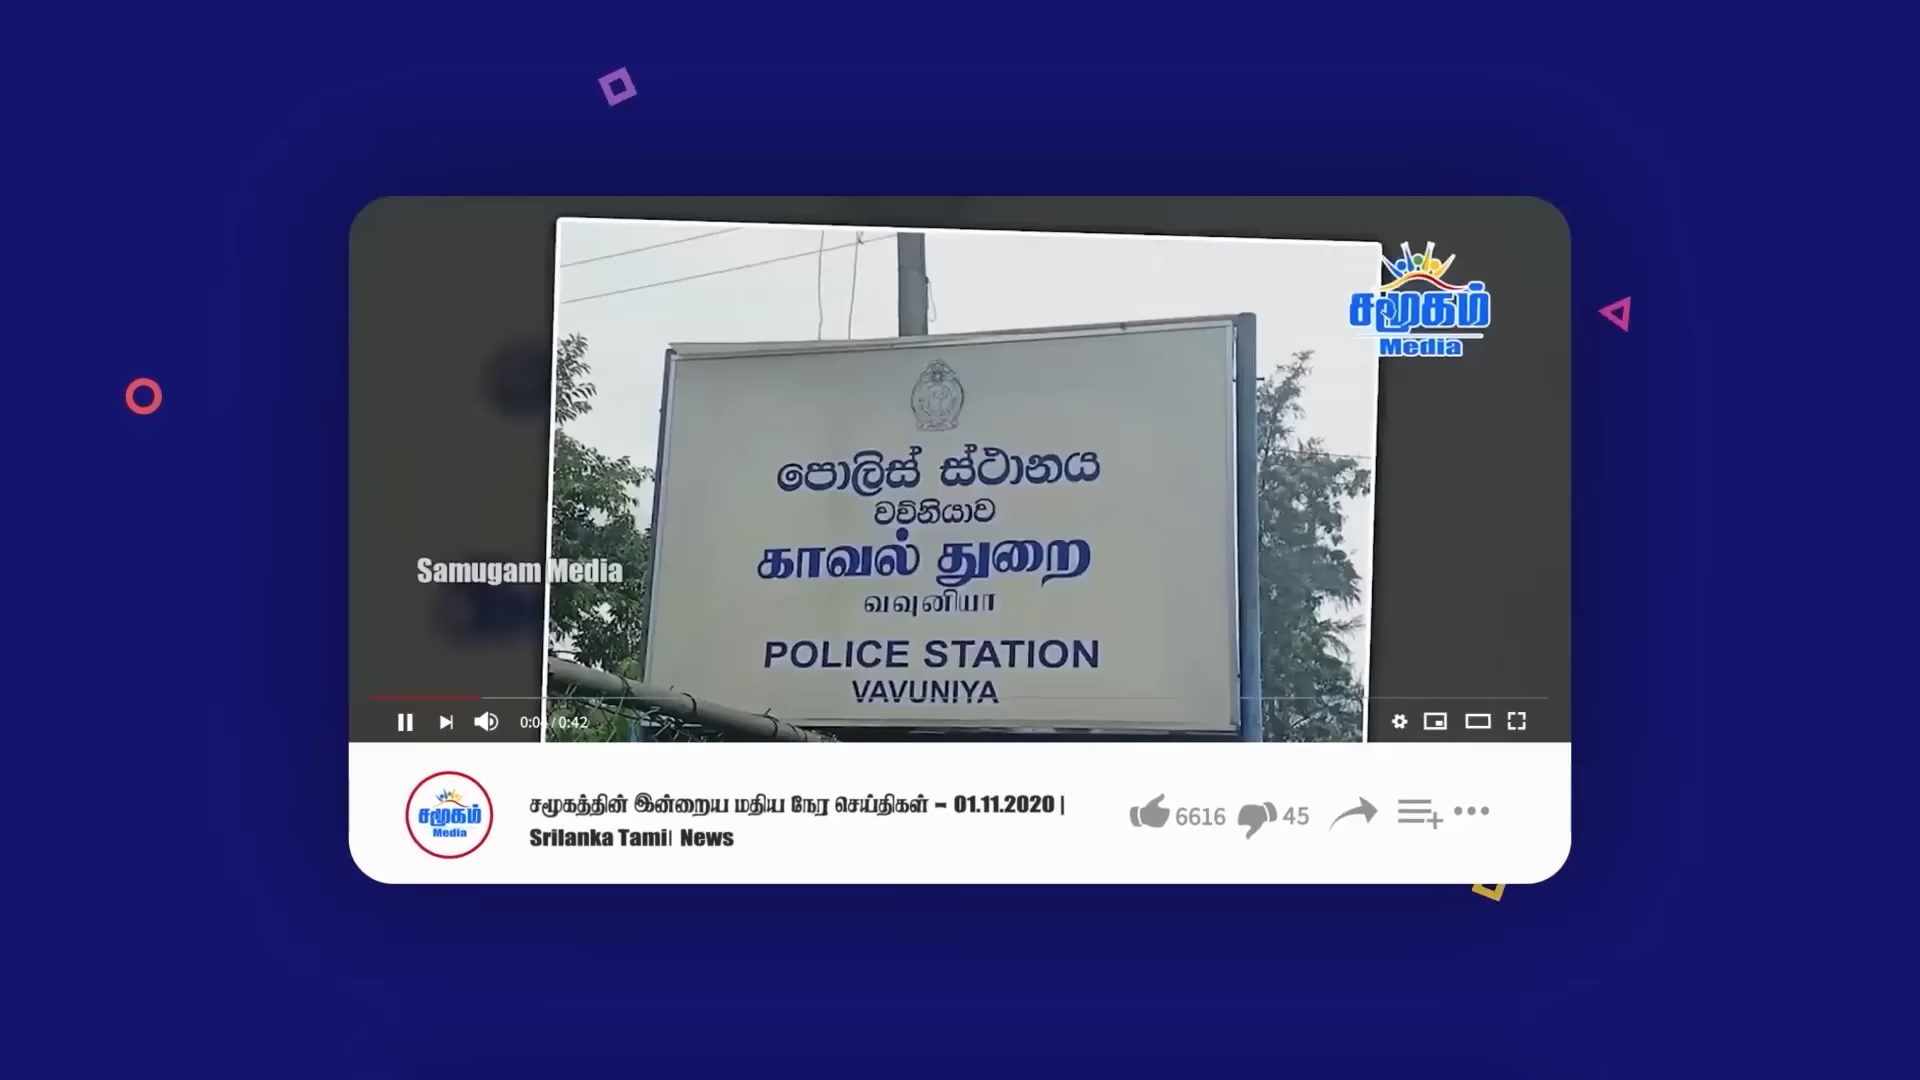 சமூகம்
Media
පොලිස් ස්ථානය
වවුනියාව
காவல் துறை
வவுனியா
POLICE STATION
VAVUNIYA
Samugam Media
0:04 / 0:42
சமூகம்
Media
சமூகத்தின் இன்றைய மதிய நேர செய்திகள் – 01.11.2020 |
Srilanka Tamil News
6616
45